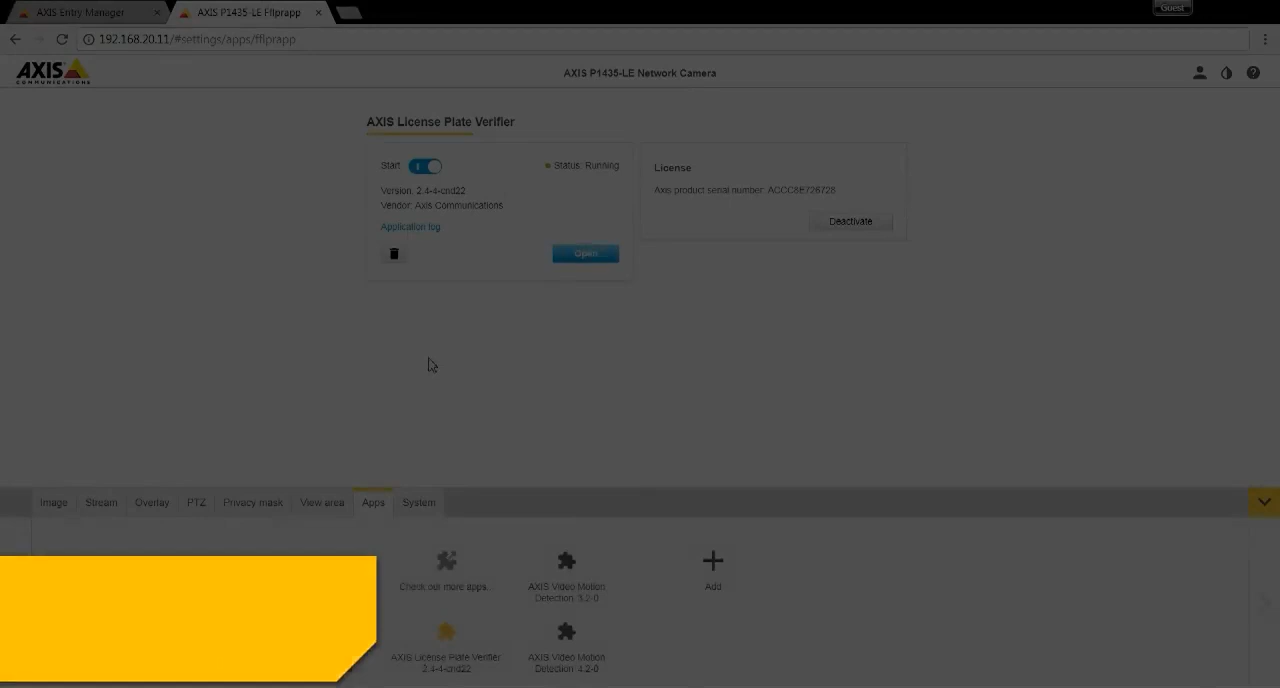 AXIS Entry Manager
AXIS P1435-LE Fflprapp
Guest
192.168.20.11/#settings/apps/fflprapp
AXIS
COMMUNICATIONS
AXIS P1435-LE Network Camera
AXIS License Plate Verifier
Start
Status: Running
Version: 2.4-4-cnd22
Vendor: Axis Communications
Application log
Open
License
Axis product serial number: ACCC8E726728
Deactivate
Image
Stream
Overlay
PTZ
Privacy mask
View area
Apps
System
Check out more apps.
AXIS Video Motion
Detection 3.2-0
Add
AXIS License Plate Verifier
2.4-4-cnd22
AXIS Video Motion
Detection 4.2-0